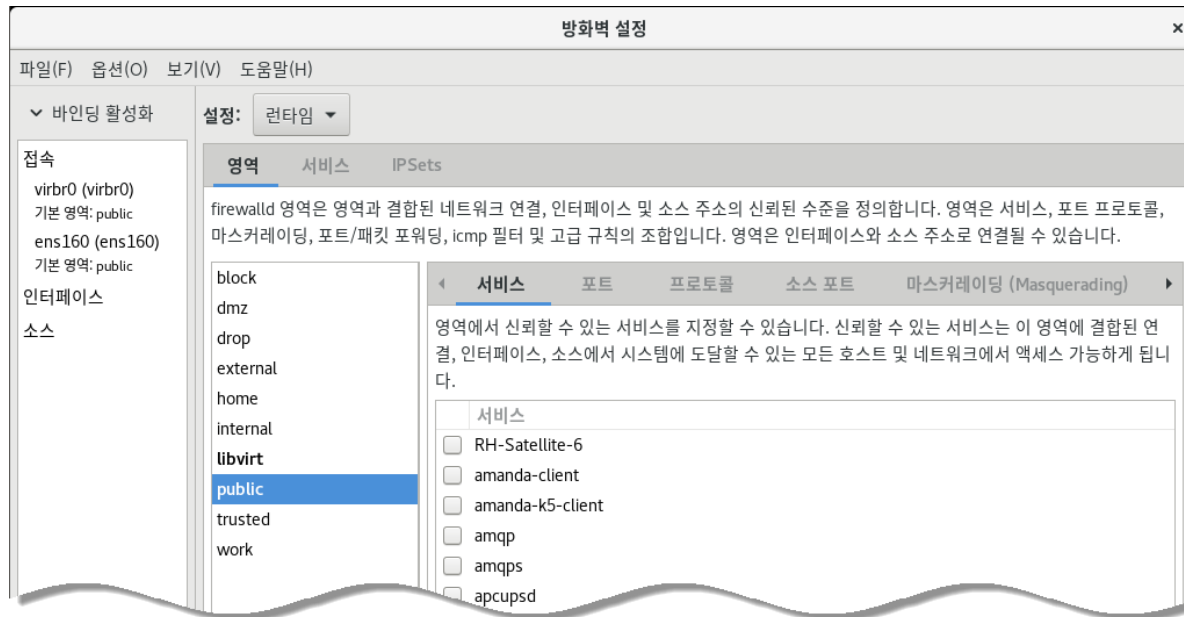 방화벽 설정
×
파일(F) 옵션(O) 보기(V) 도움말(H)
바인딩 활성화
설정: 런타임
접속
virbr0 (virbr0)
기본 영역: public
ens160 (ens160)
기본 영역: public
인터페이스
소스
영역 서비스 IPSets
firewalld 영역은 영역과 결합된 네트워크 연결, 인터페이스 및 소스 주소의 신뢰된 수준을 정의합니다. 영역은 서비스, 포트 프로토콜,
마스커레이딩, 포트/패킷 포워딩, icmp 필터 및 고급 규칙의 조합입니다. 영역은 인터페이스와 소스 주소로 연결될 수 있습니다.
block
dmz
drop
external
home
internal
libvirt
public
trusted
work
서비스 포트 프로토콜 소스 포트 마스커레이딩 (Masquerading)
영역에서 신뢰할 수 있는 서비스를 지정할 수 있습니다. 신뢰할 수 있는 서비스는 이 영역에 결합된 연
결, 인터페이스, 소스에서 시스템에 도달할 수 있는 모든 호스트 및 네트워크에서 액세스 가능하게 됩니
다.
서비스
RH-Satellite-6
amanda-client
amanda-k5-client
amqp
amqps
apcupsd